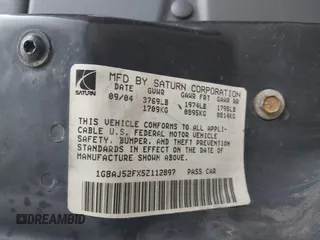 MFD BY SATURN CORPORATION
DATE GVWR GAWR FRT GAWR RR
09/04 3769LB 1974LB 1795LB
1709KG 0895KG 0814KG
SATURN
THIS VEHICLE CONFORMS TO ALL APPLI-
CABLE U.S. FEDERAL MOTOR VEHICLE
SAFETY, BUMPER, AND THEFT PREVENTION
STANDARDS IN EFFECT ON THE DATE OF
MANUFACTURE SHOWN ABOVE.
1G8AJ52FX5Z112897 PASS CAR
DREAMBID